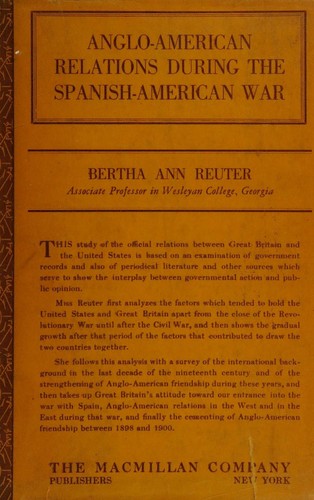 ANGLO-AMERICAN
RELATIONS DURING THE
SPANISH-AMERICAN WAR
BERTHA ANN REUTER
Associate Professor in Wesleyan College, Georgia
THIS study of the official relations between Great Britain and
the United States is based on an examination of government
records and also of periodical literature and other sources which
serve to show the interplay between governmental action and pub-
lic opinion.
Miss Reuter first analyzes the factors which tended to hold the
United States and Great Britain apart from the close of the Revo-
lutionary War until after the Civil War, and then shows the gradual
growth after that period of the factors that contributed to draw the
two countries together.
She follows this analysis with a survey of the international back-
ground in the last decade of the nineteenth century and of the
strengthening of Anglo-American friendship during these years, and
then takes up Great Britain's attitude toward our entrance into the
war with Spain, Anglo-American relations in the West and in the
East during that war, and finally the cementing of Anglo-American
friendship between 1898 and 1900.
THE MACMILLAN COMPANY
PUBLISHERS NEW YORK